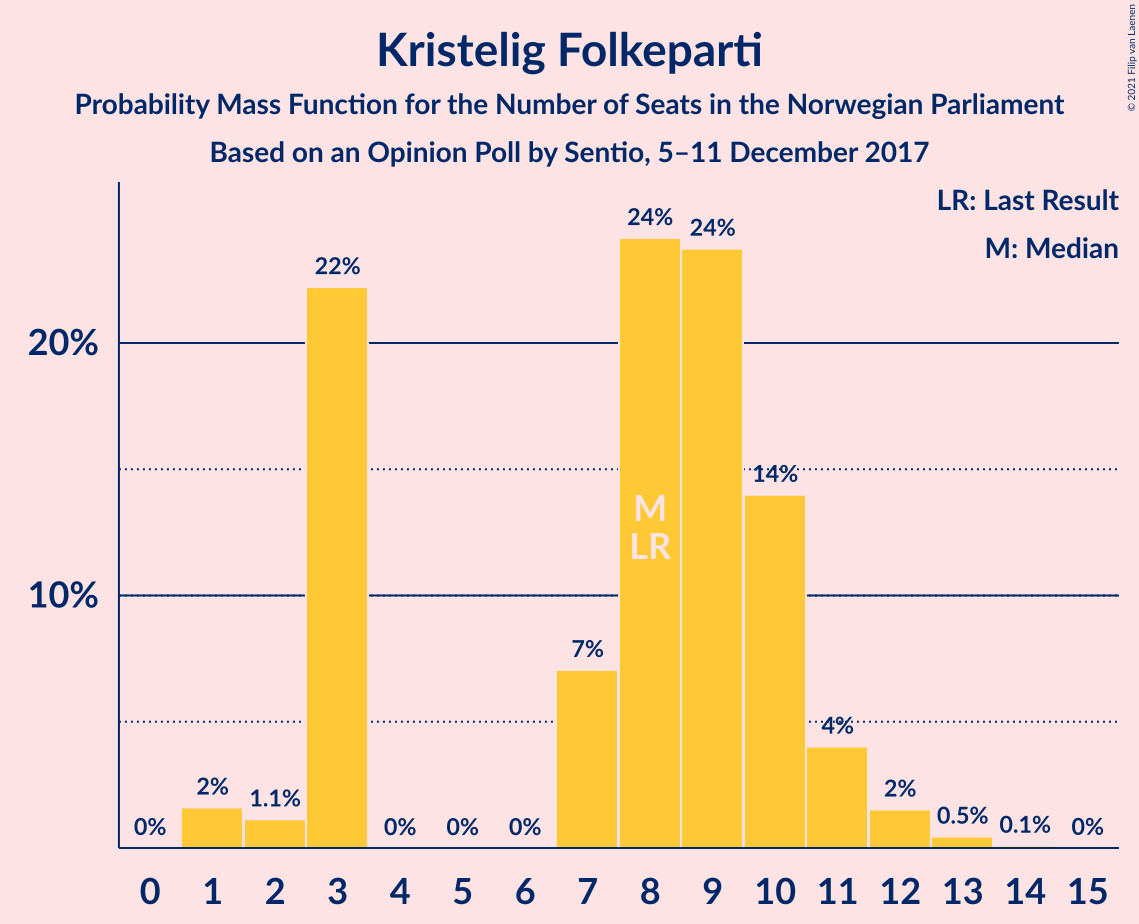 Kristelig Folkeparti
Probability Mass Function for the Number of Seats in the Norwegian Parliament
Based on an Opinion Poll by Sentio, 5–11 December 2017
© 2021 Filip van Laenen
LR: Last Result
M: Median
20%
10%
0%
2%
1.1%
22%
0%
0%
0%
7%
24%
24%
14%
4%
2%
0.5%
0.1%
0%
M
LR
0 1 2 3 4 5 6 7 8 9 10 11 12 13 14 15